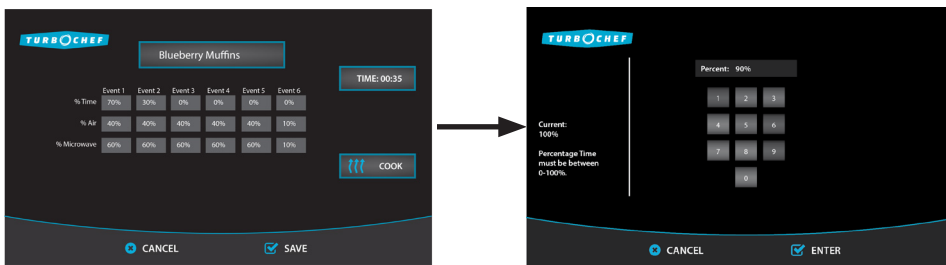 TURBOCHEF
Blueberry Muffins
TIME: 00:35
Event 1 Event 2 Event 3 Event 4 Event 5 Event 6
% Time 70% 30% 0% 0% 0% 0%
% Air 40% 40% 40% 40% 40% 10%
% Microwave 60% 60% 60% 60% 60% 10%
COOK
CANCEL SAVE
TURBOCHEF
Percent: 90%
1 2 3
4 5 6
7 8 9
0
Current:
100%
Percentage Time
must be between
0-100%.
CANCEL ENTER